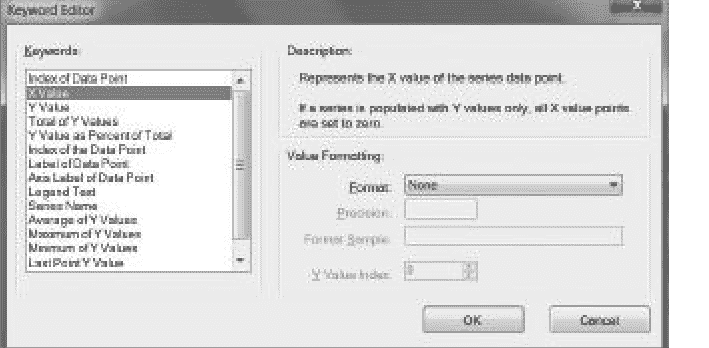 Keyword Editor
x
Keywords:
Index of Data Point
X Value
Y Value
Total of Y Values
Y Value as Percent of Total
Index of the Data Point
Label of Data Point
Axis Label of Data Point
Legend Text
Series Name
Average of Y Values
Maximum of Y Values
Minimum of Y Values
Last Point Y Value
Description:
Represents the X value of the series data point.
If a series is populated with Y values only, all X value points
are set to zero.
Value Formatting:
Format: None
Precision:
Format Sample:
Y Value Index: 0
OK
Cancel